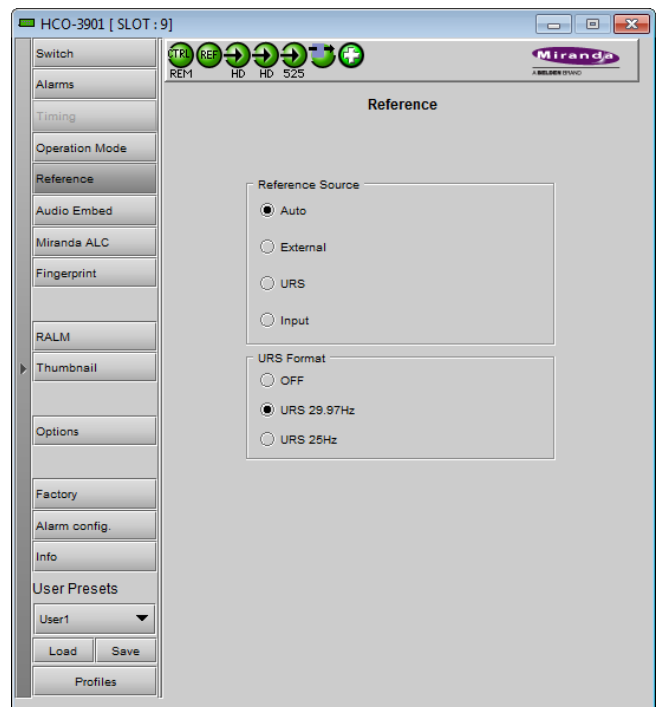 HCO-3901 [ SLOT : 9]
Switch
Alarms
Timing
Operation Mode
Reference
Audio Embed
Miranda ALC
Fingerprint
RALM
Thumbnail
Options
Factory
Alarm config.
Info
User Presets
User1
Load Save
Profiles
CTRL REF
REM HD HD 525
Miranda
A BELDEN BRAND
Reference
Reference Source
Auto
External
URS
Input
URS Format
OFF
URS 29.97Hz
URS 25Hz